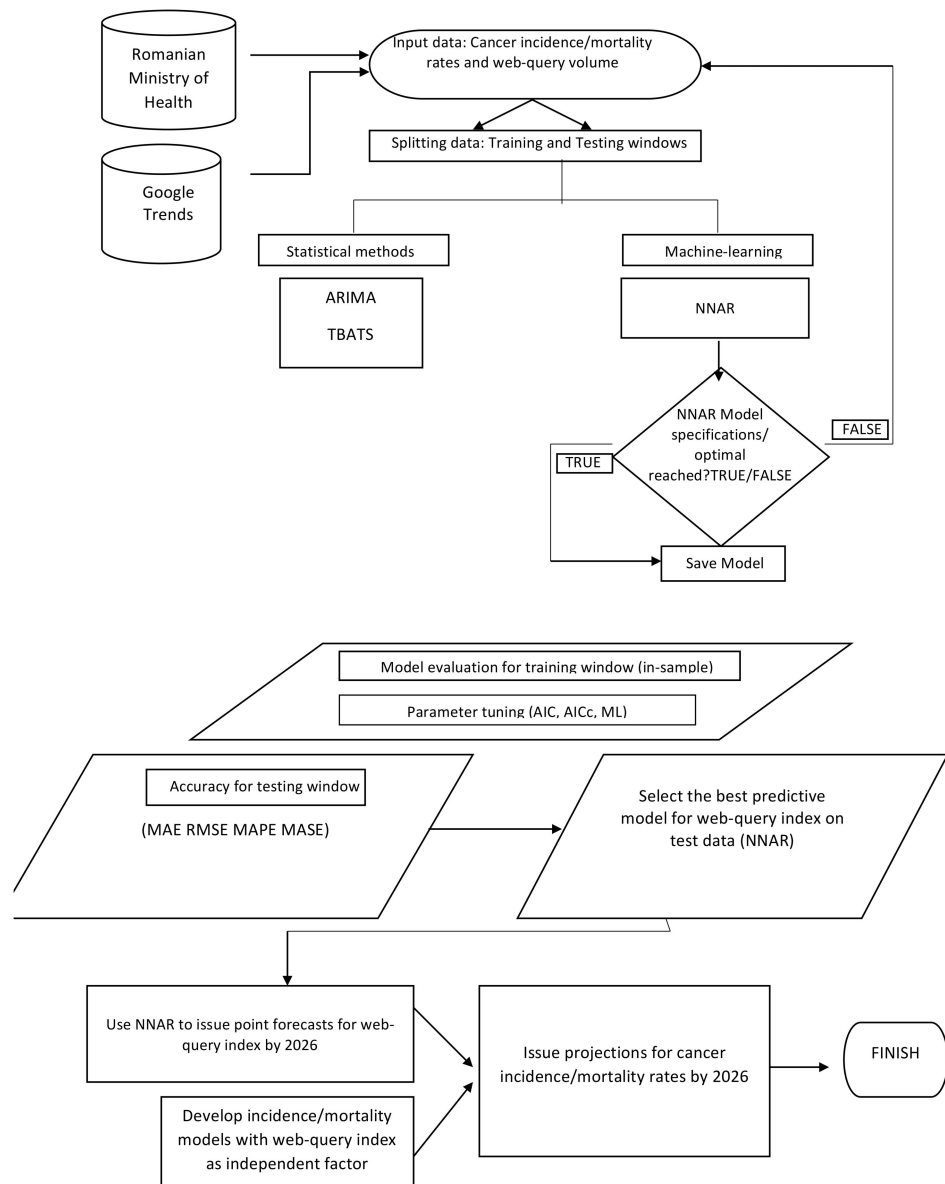 Romanian
Ministry of
Health
Input data: Cancer incidence/mortality
rates and web-query volume
Google
Trends
Splitting data: Training and Testing windows
Statistical methods
Machine-learning
ARIMA
TBATS
NNAR
NNAR Model
specifications/
optimal
reached?TRUE/FALSE
FALSE
TRUE
Save Model
Model evaluation for training window (in-sample)
Parameter tuning (AIC, AICc, ML)
Accuracy for testing window
(MAE RMSE MAPE MASE)
Select the best predictive
model for web-query index on
test data (NNAR)
Use NNAR to issue point forecasts for web-
query index by 2026
Develop incidence/mortality
models with web-query index
as independent factor
Issue projections for cancer
incidence/mortality rates by 2026
FINISH